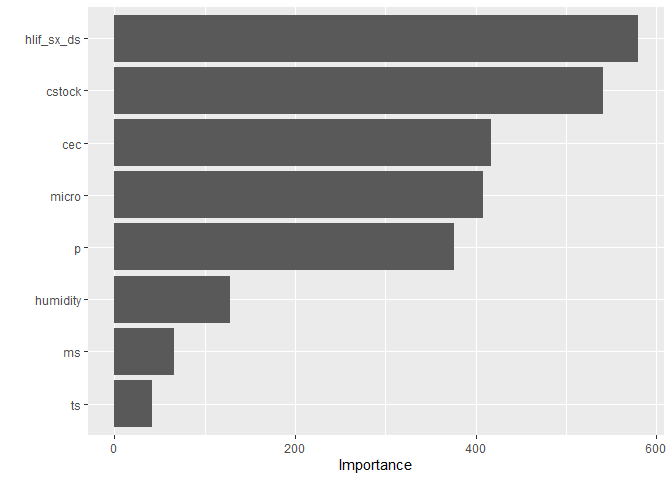 hlif_sx_ds
cstock
cec
micro
p
humidity
ms
ts
0 200 400 600
Importance